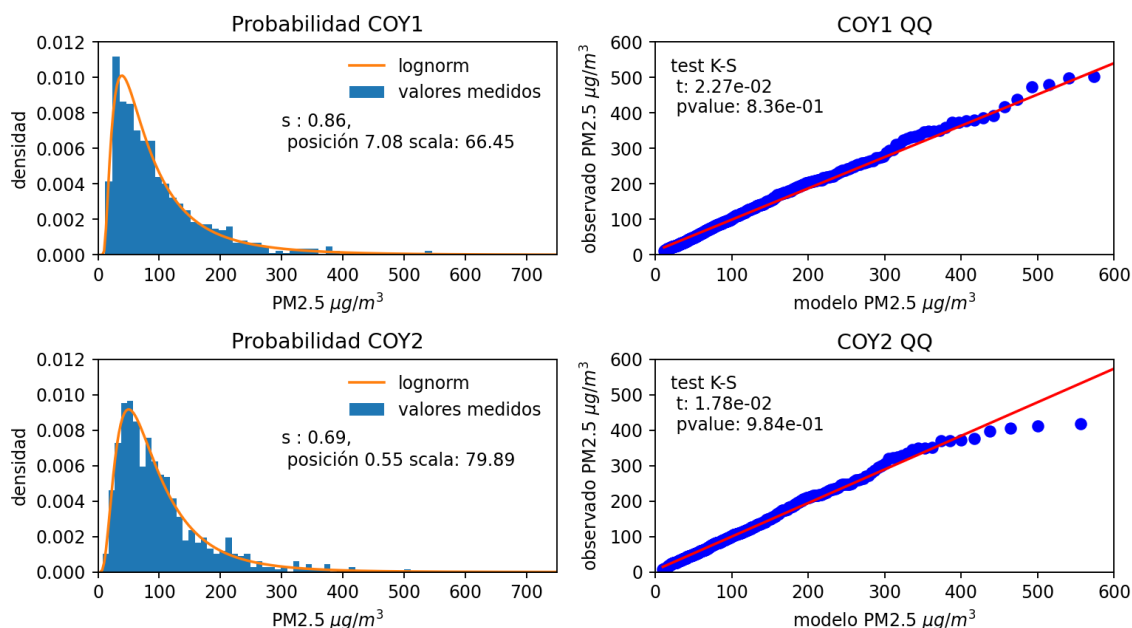 Probabilidad COY1
0.012
0.010
0.008
0.006
0.004
0.002
0.000
densidad
lognorm
valores medidos
s : 0.86,
posición 7.08 scala: 66.45
0 100 200 300 400 500 600 700
PM2.5 μg/m³
COY1 QQ
600
500
400
300
200
100
0
observado PM2.5 μg/m³
test K-S
t: 2.27e-02
pvalue: 8.36e-01
0 100 200 300 400 500 600
modelo PM2.5 μg/m³
Probabilidad COY2
0.012
0.010
0.008
0.006
0.004
0.002
0.000
densidad
lognorm
valores medidos
s : 0.69,
posición 0.55 scala: 79.89
0 100 200 300 400 500 600 700
PM2.5 μg/m³
COY2 QQ
600
500
400
300
200
100
0
observado PM2.5 μg/m³
test K-S
t: 1.78e-02
pvalue: 9.84e-01
0 100 200 300 400 500 600
modelo PM2.5 μg/m³